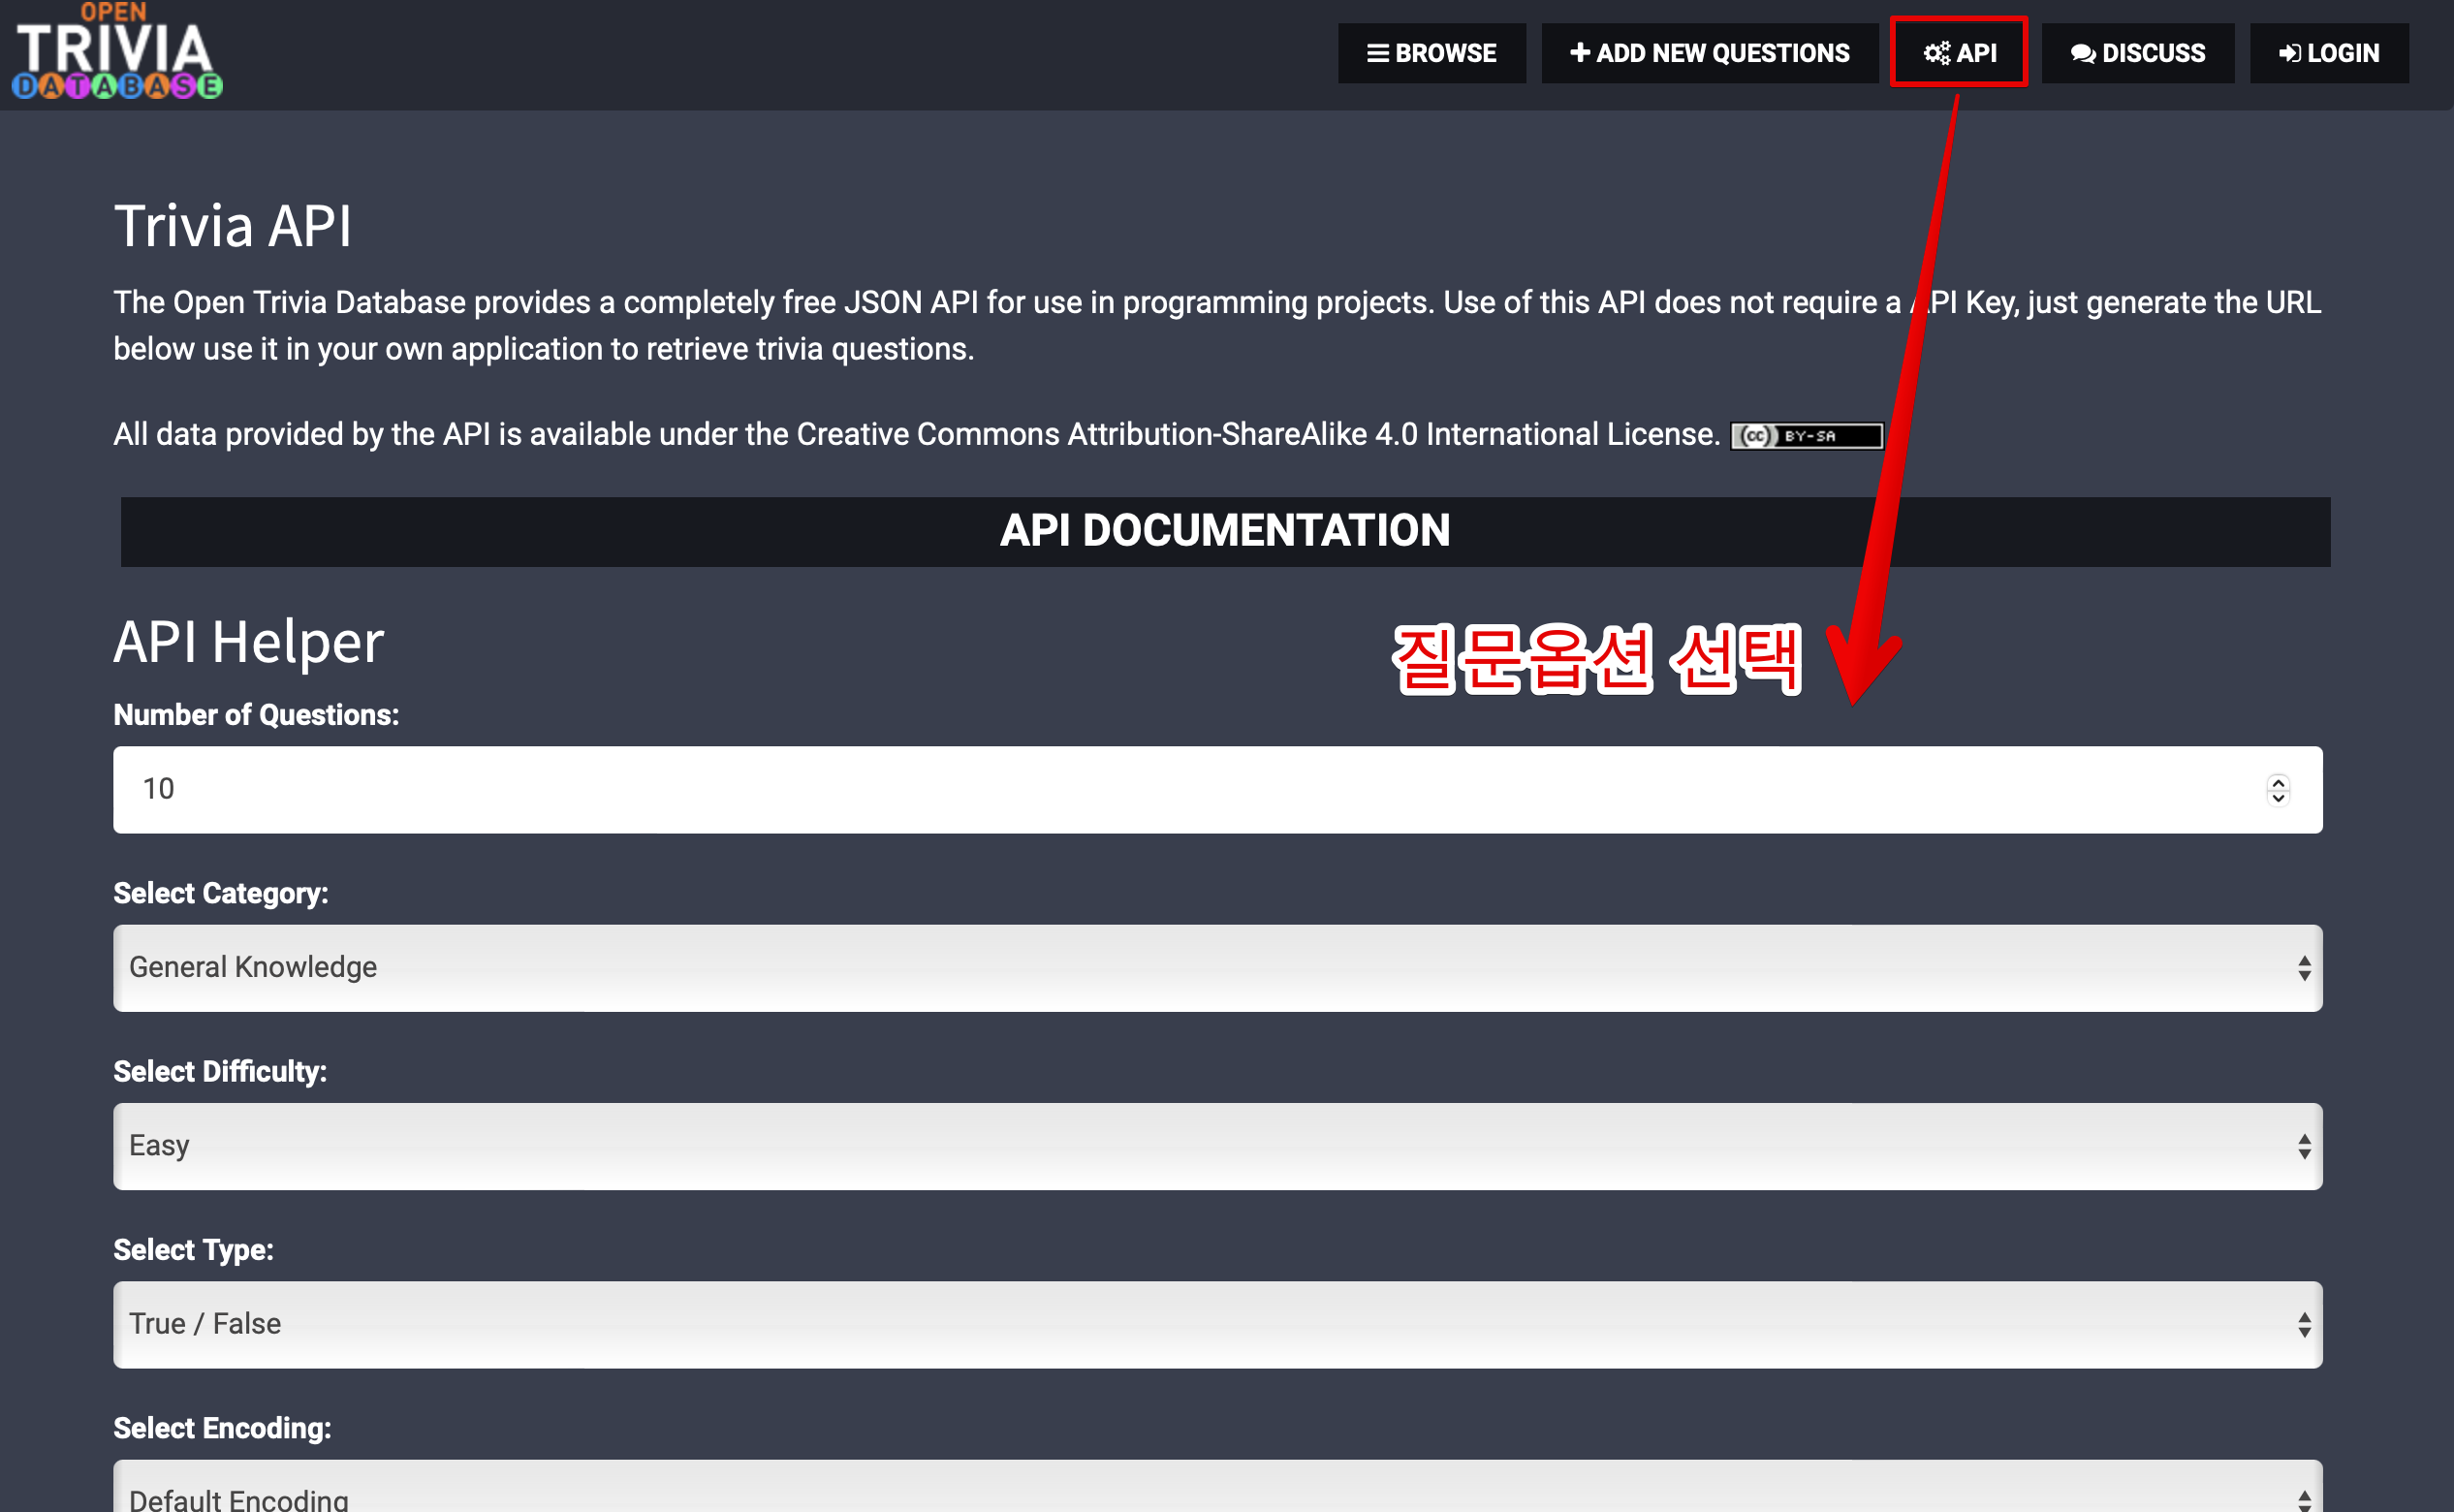 OPEN
TRIVIA
DATABASE
BROWSE
ADD NEW QUESTIONS
API
DISCUSS
LOGIN
Trivia API
The Open Trivia Database provides a completely free JSON API for use in programming projects. Use of this API does not require a API Key, just generate the URL
below use it in your own application to retrieve trivia questions.
All data provided by the API is available under the Creative Commons Attribution-ShareAlike 4.0 International License.
cc BY-SA
API DOCUMENTATION
API Helper
질문옵션 선택
Number of Questions:
10
Select Category:
General Knowledge
Select Difficulty:
Easy
Select Type:
True / False
Select Encoding:
Default Encoding